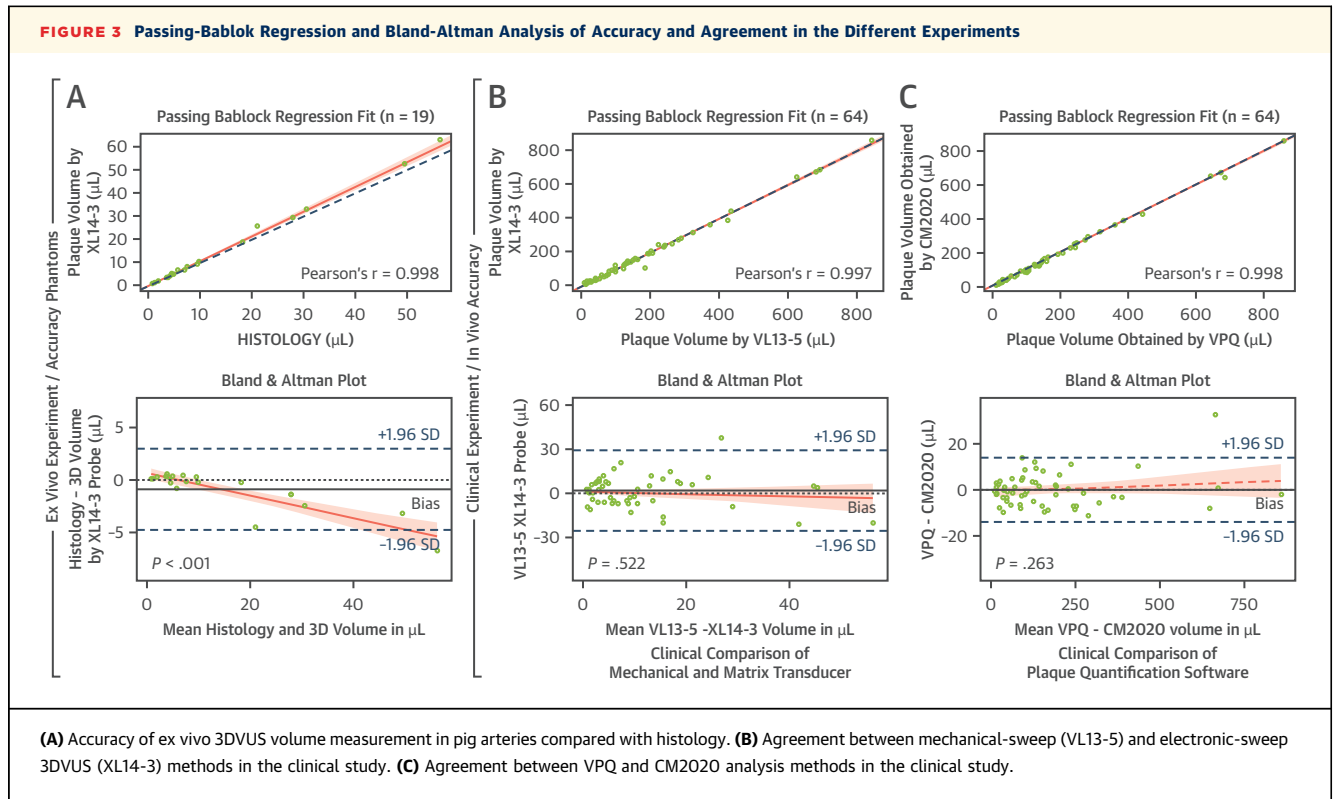 FIGURE 3 Passing-Bablok Regression and Bland-Altman Analysis of Accuracy and Agreement in the Different Experiments
Ex Vivo Experiment / Accuracy Phantoms
A
Passing Bablock Regression Fit (n = 19)
Plaque Volume by
XL14-3 (μL)
60
50
40
30
20
10
0
Pearson's r = 0.998
0 10 20 30 40 50
HISTOLOGY (μL)
Bland & Altman Plot
Histology – 3D Volume
by XL14-3 Probe (μL)
5
0
–5
+1.96 SD
Bias
–1.96 SD
P < .001
0 20 40
Mean Histology and 3D Volume in μL
Clinical Experiment / In Vivo Accuracy
B
Passing Bablock Regression Fit (n = 64)
Plaque Volume by
XL14-3 (μL)
800
600
400
200
0
Pearson's r = 0.997
0 200 400 600 800
Plaque Volume by VL13-5 (μL)
Bland & Altman Plot
VL13-5 XL14-3 Probe (μL)
60
30
0
–30
+1.96 SD
Bias
–1.96 SD
P = .522
0 20 40
Mean VL13-5 -XL14-3 Volume in μL
Clinical Comparison of
Mechanical and Matrix Transducer
C
Passing Bablock Regression Fit (n = 64)
Plaque Volume Obtained
by CM2020 (μL)
800
600
400
200
0
Pearson's r = 0.998
0 200 400 600 800
Plaque Volume Obtained by VPQ (μL)
Bland & Altman Plot
VPQ - CM2020 (μL)
20
0
–20
+1.96 SD
Bias
–1.96 SD
P = .263
0 250 500 750
Mean VPQ - CM2020 volume in μL
Clinical Comparison of
Plaque Quantification Software
(A) Accuracy of ex vivo 3DVUS volume measurement in pig arteries compared with histology. (B) Agreement between mechanical-sweep (VL13-5) and electronic-sweep
3DVUS (XL14-3) methods in the clinical study. (C) Agreement between VPQ and CM2020 analysis methods in the clinical study.